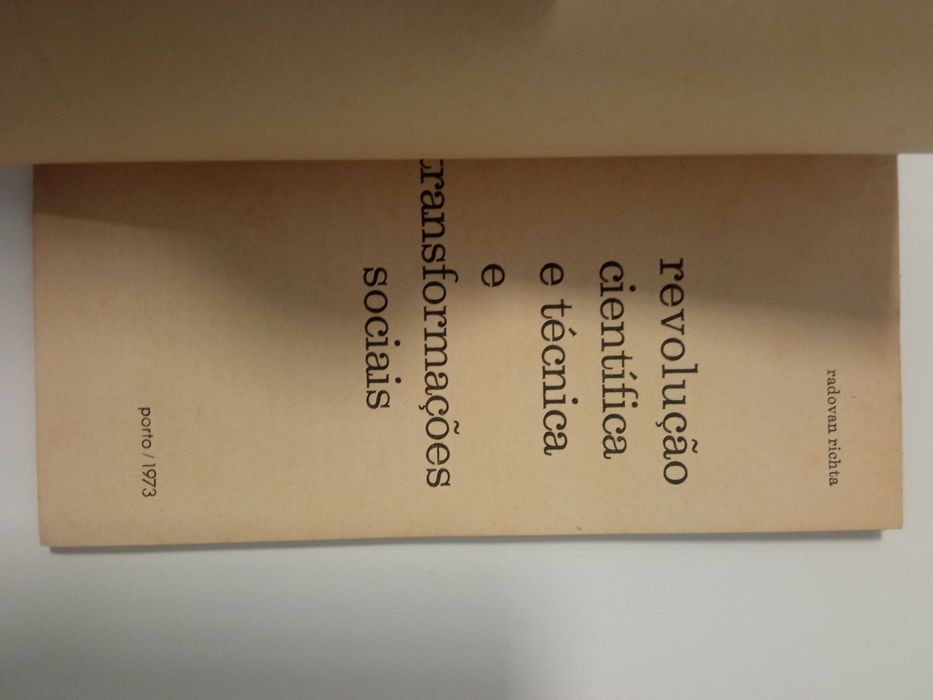 radovan richta
revolução
científica
e técnica
e
transformações
sociais
porto / 1973